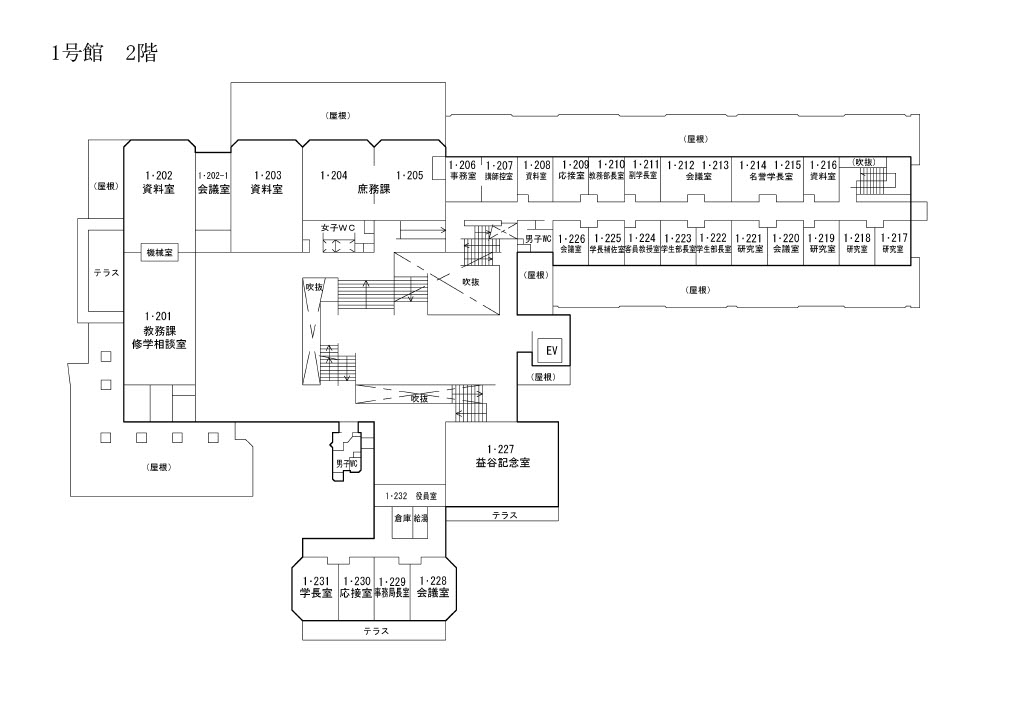 1号館　2階
（屋根）
（屋根）
（屋根）
1・202
資料室
1・202-1
会議室
1・203
資料室
1・204
1・205
庶務課
1・206
事務室
1・207
講師控室
1・208
資料室
1・209
応接室
1・210
教務部長室
1・211
副学長室
1・212
1・213
会議室
1・214
1・215
名誉学長室
1・216
資料室
（吹抜）
女子WC
男子WC
1・226
会議室
1・225
学長補佐室
1・224
客員教授室
1・223
学生部長室
1・222
学生部長室
1・221
研究室
1・220
会議室
1・219
研究室
1・218
研究室
1・217
研究室
機械室
テラス
吹抜
吹抜
（屋根）
（屋根）
1・201
教務課
修学相談室
EV
（屋根）
吹抜
男子WC
（屋根）
1・227
益谷記念室
1・232　役員室
倉庫
給湯
テラス
1・231
学長室
1・230
応接室
1・229
事務局長室
1・228
会議室
テラス